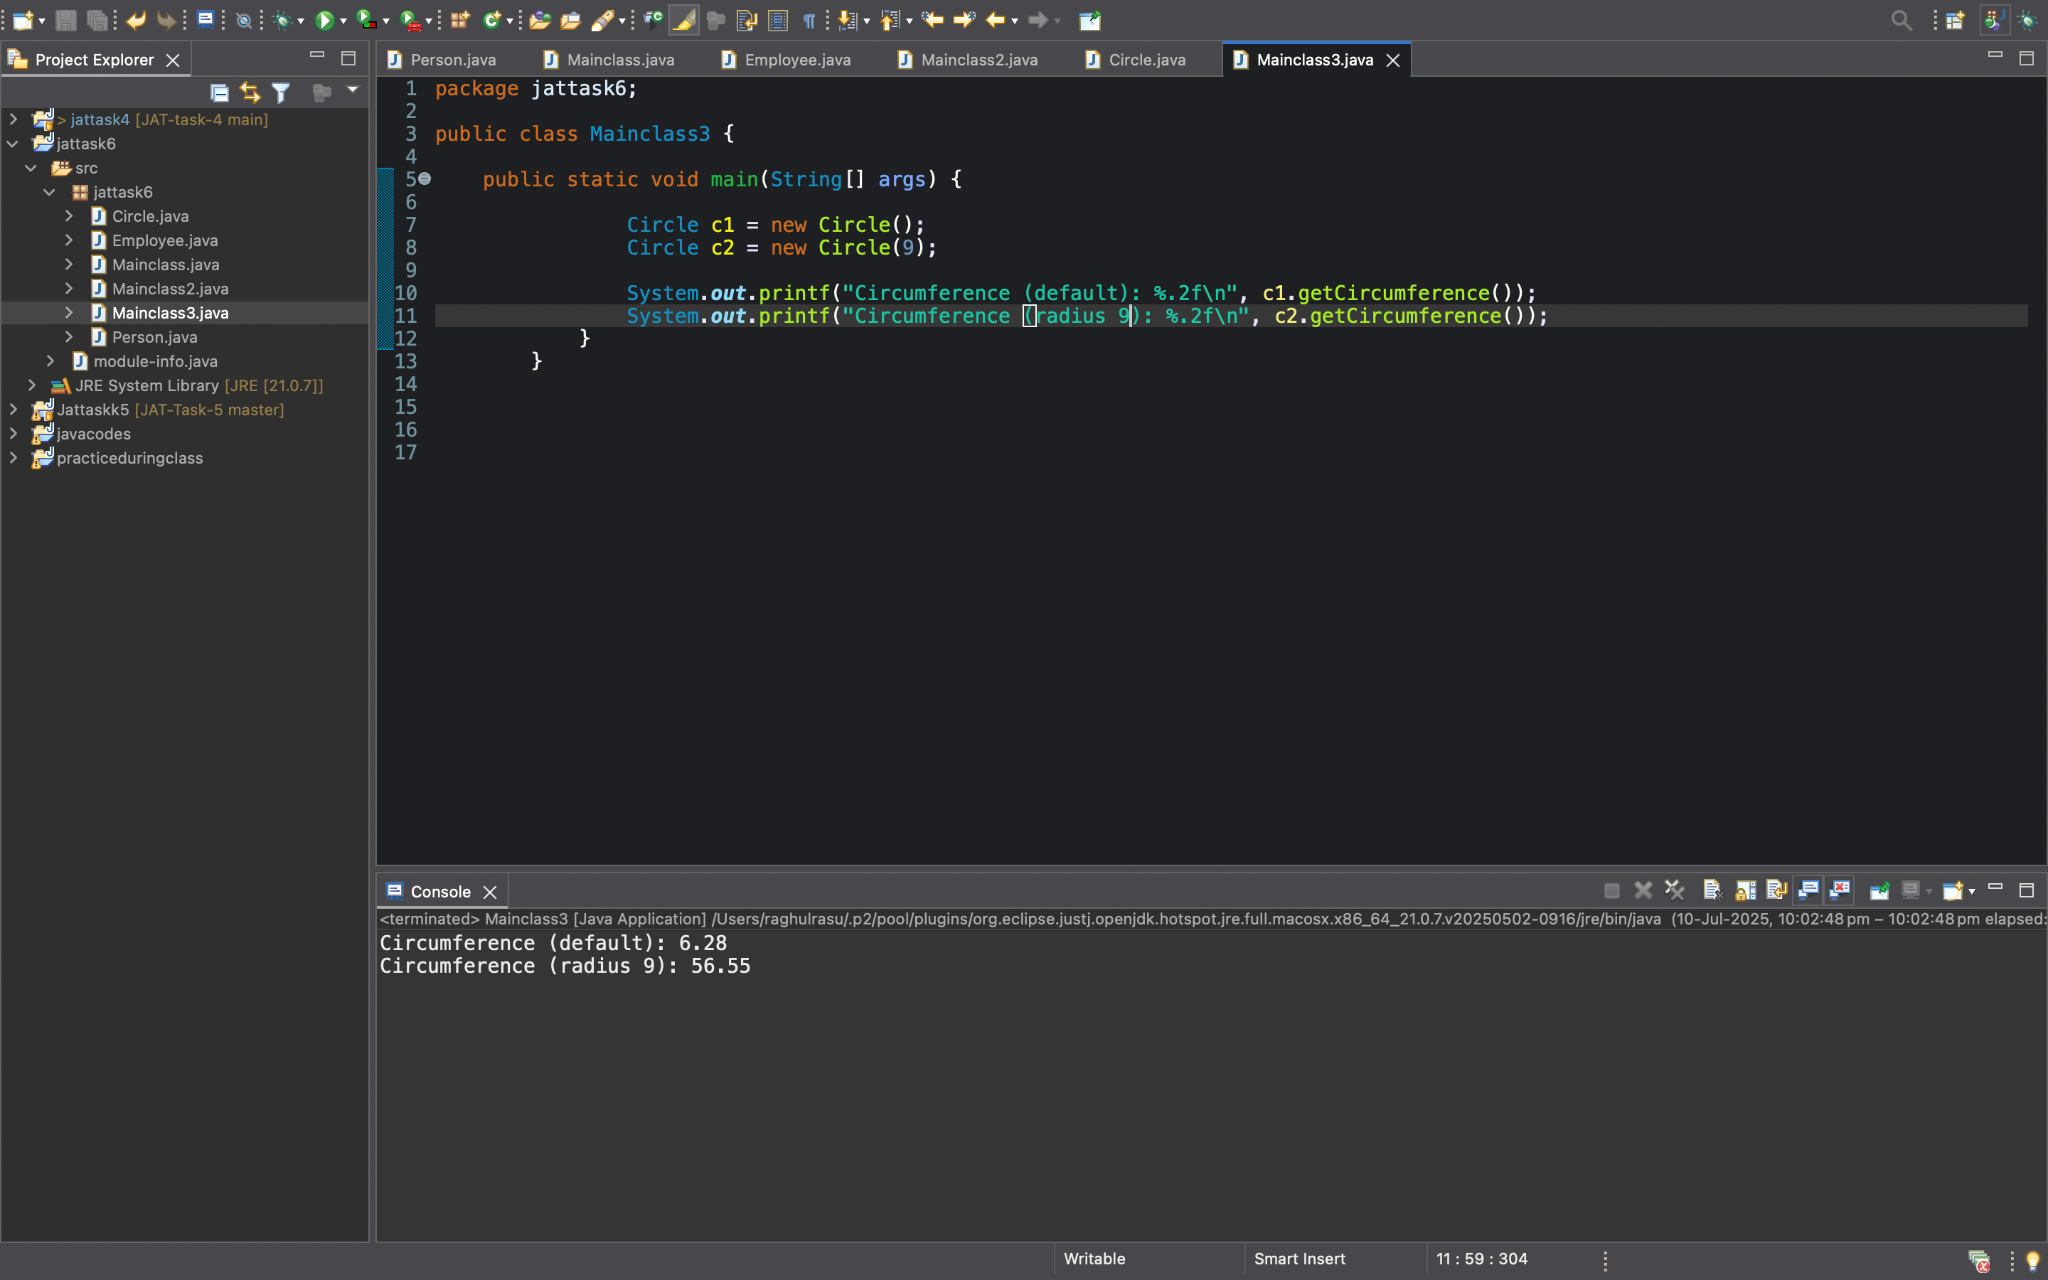 Project Explorer
> jattask4 [JAT-task-4 main]
jattask6
src
jattask6
Circle.java
Employee.java
Mainclass.java
Mainclass2.java
Mainclass3.java
Person.java
module-info.java
JRE System Library [JRE [21.0.7]]
Jattaskk5 [JAT-Task-5 master]
javacodes
practiceduringclass
Person.java Mainclass.java Employee.java Mainclass2.java Circle.java Mainclass3.java
1 package jattask6;
2
3 public class Mainclass3 {
4
5 public static void main(String[] args) {
6
7 Circle c1 = new Circle();
8 Circle c2 = new Circle(9);
9
10 System.out.printf("Circumference (default): %.2f\n", c1.getCircumference());
11 System.out.printf("Circumference (radius 9): %.2f\n", c2.getCircumference());
12 }
13 }
14
15
16
17
Console
<terminated> Mainclass3 [Java Application] /Users/raghulrasu/.p2/pool/plugins/org.eclipse.justj.openjdk.hotspot.jre.full.macosx.x86_64_21.0.7.v20250502-0916/jre/bin/java (10-Jul-2025, 10:02:48 pm – 10:02:48 pm elapsed:
Circumference (default): 6.28
Circumference (radius 9): 56.55
Writable Smart Insert 11 : 59 : 304